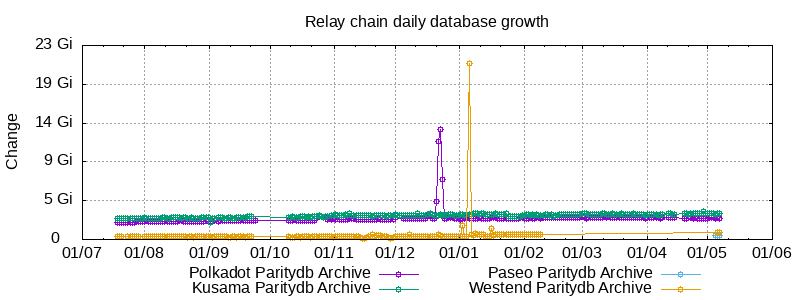 Relay chain daily database growth
23 Gi
19 Gi
14 Gi
9 Gi
5 Gi
0
Change
01/07 01/08 01/09 01/10 01/11 01/12 01/01 01/02 01/03 01/04 01/05 01/06
Polkadot Paritydb Archive Paseo Paritydb Archive
Kusama Paritydb Archive Westend Paritydb Archive